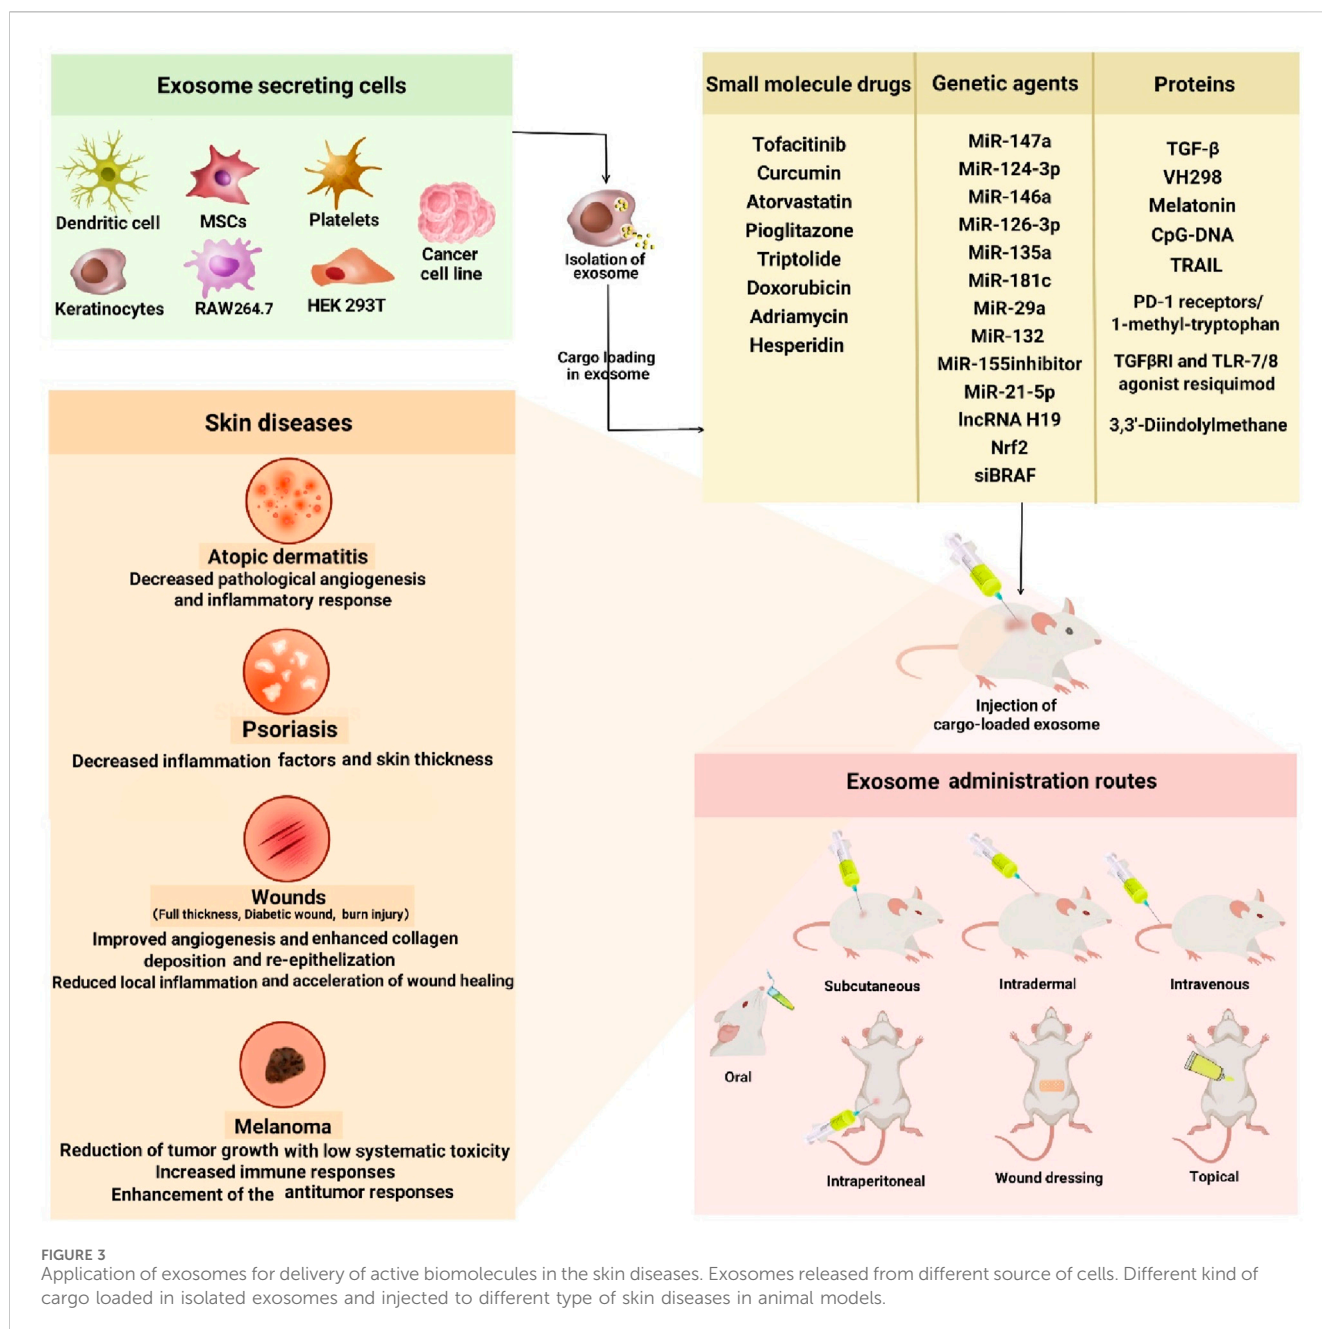 Exosome secreting cells
Dendritic cell
MSCs
Platelets
Cancer
cell line
Keratinocytes
RAW264.7
HEK 293T
Isolation of
exosome
Cargo loading
in exosome
Small molecule drugs
Tofacitinib
Curcumin
Atorvastatin
Pioglitazone
Triptolide
Doxorubicin
Adriamycin
Hesperidin
Genetic agents
MiR-147a
MiR-124-3p
MiR-146a
MiR-126-3p
MiR-135a
MiR-181c
MiR-29a
MiR-132
MiR-155inhibitor
MiR-21-5p
lncRNA H19
Nrf2
siBRAF
Proteins
TGF-β
VH298
Melatonin
CpG-DNA
TRAIL
PD-1 receptors/
1-methyl-tryptophan
TGFβRI and TLR-7/8
agonist resiquimod
3,3'-Diindolylmethane
Injection of
cargo-loaded exosome
Skin diseases
Atopic dermatitis
Decreased pathological angiogenesis
and inflammatory response
Psoriasis
Decreased inflammation factors and skin thickness
Wounds
(Full thickness, Diabetic wound, burn injury)
Improved angiogenesis and enhanced collagen
deposition and re-epithelization
Reduced local inflammation and acceleration of wound healing
Melanoma
Reduction of tumor growth with low systematic toxicity
Increased immune responses
Enhancement of the antitumor responses
Exosome administration routes
Subcutaneous
Intradermal
Intravenous
Oral
Intraperitoneal
Wound dressing
Topical
FIGURE 3
Application of exosomes for delivery of active biomolecules in the skin diseases. Exosomes released from different source of cells. Different kind of
cargo loaded in isolated exosomes and injected to different type of skin diseases in animal models.